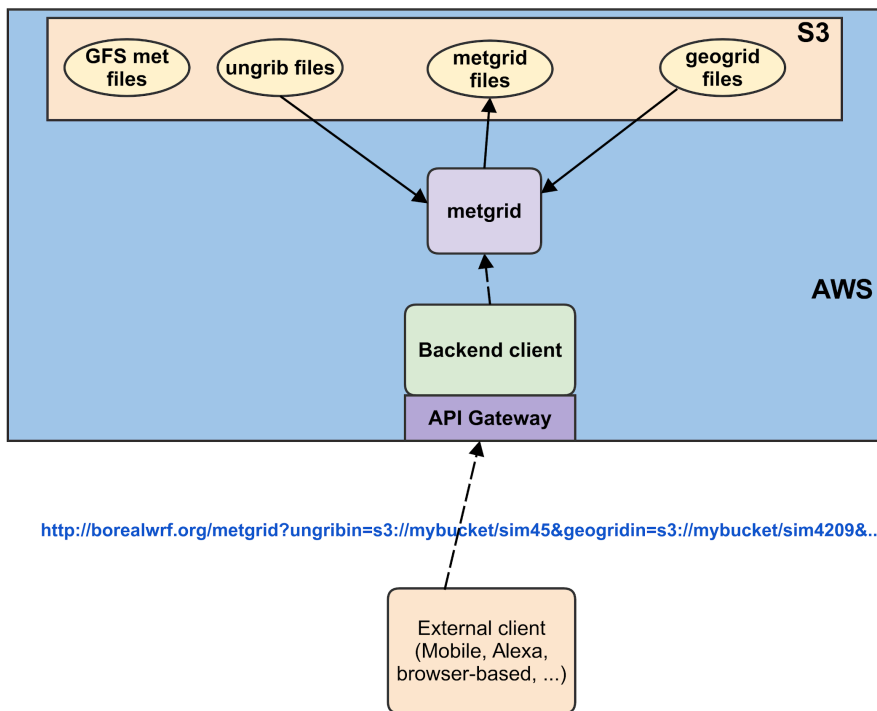 S3
GFS met
files
ungrib files
metgrid
files
geogrid
files
metgrid
AWS
Backend client
API Gateway
http://borealwrf.org/metgrid?ungribin=s3://mybucket/sim45&geogridin=s3://mybucket/sim4209&..
External client
(Mobile, Alexa,
browser-based, ...)